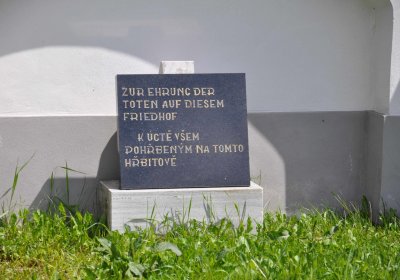 ZUR EHRUNG DER
TOTEN AUF DIESEM
FRIEDHOF
K ÚCTĚ VŠEM
POHŘBENÝM NA TOMTO
HŘBITOVĚ